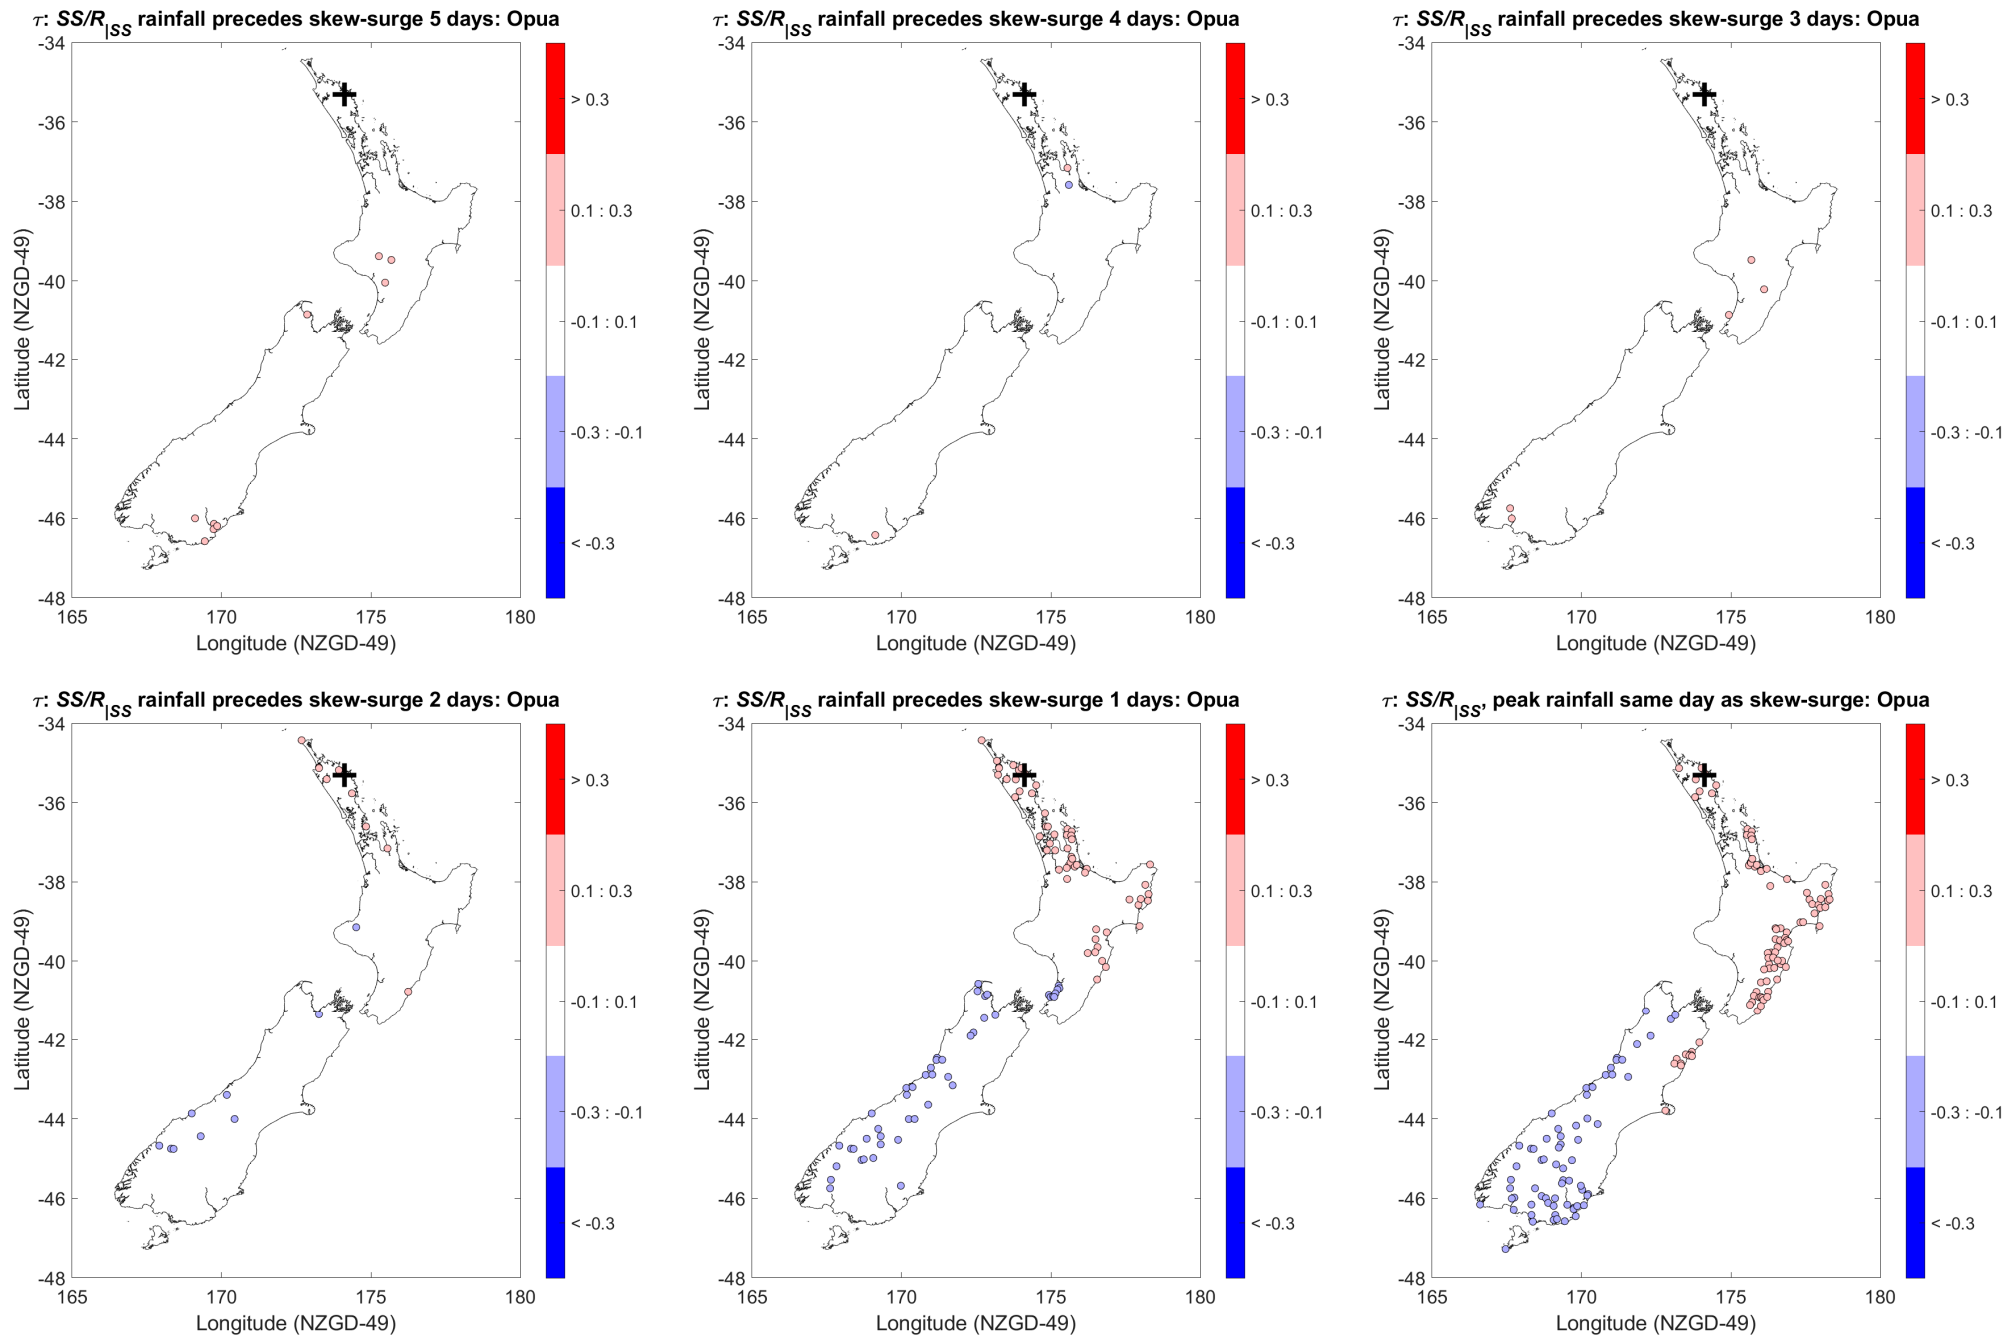 τ: SS/R|SS rainfall precedes skew-surge 5 days: Opua
-34
-36
-38
-40
-42
-44
-46
-48
165
170
175
180
Latitude (NZGD-49)
Longitude (NZGD-49)
> 0.3
0.1 : 0.3
-0.1 : 0.1
-0.3 : -0.1
< -0.3
τ: SS/R|SS rainfall precedes skew-surge 4 days: Opua
-34
-36
-38
-40
-42
-44
-46
-48
165
170
175
180
Latitude (NZGD-49)
Longitude (NZGD-49)
> 0.3
0.1 : 0.3
-0.1 : 0.1
-0.3 : -0.1
< -0.3
τ: SS/R|SS rainfall precedes skew-surge 3 days: Opua
-34
-36
-38
-40
-42
-44
-46
-48
165
170
175
180
Latitude (NZGD-49)
Longitude (NZGD-49)
> 0.3
0.1 : 0.3
-0.1 : 0.1
-0.3 : -0.1
< -0.3
τ: SS/R|SS rainfall precedes skew-surge 2 days: Opua
-34
-36
-38
-40
-42
-44
-46
-48
165
170
175
180
Latitude (NZGD-49)
Longitude (NZGD-49)
> 0.3
0.1 : 0.3
-0.1 : 0.1
-0.3 : -0.1
< -0.3
τ: SS/R|SS rainfall precedes skew-surge 1 days: Opua
-34
-36
-38
-40
-42
-44
-46
-48
165
170
175
180
Latitude (NZGD-49)
Longitude (NZGD-49)
> 0.3
0.1 : 0.3
-0.1 : 0.1
-0.3 : -0.1
< -0.3
τ: SS/R|SS, peak rainfall same day as skew-surge: Opua
-34
-36
-38
-40
-42
-44
-46
-48
165
170
175
180
Latitude (NZGD-49)
Longitude (NZGD-49)
> 0.3
0.1 : 0.3
-0.1 : 0.1
-0.3 : -0.1
< -0.3